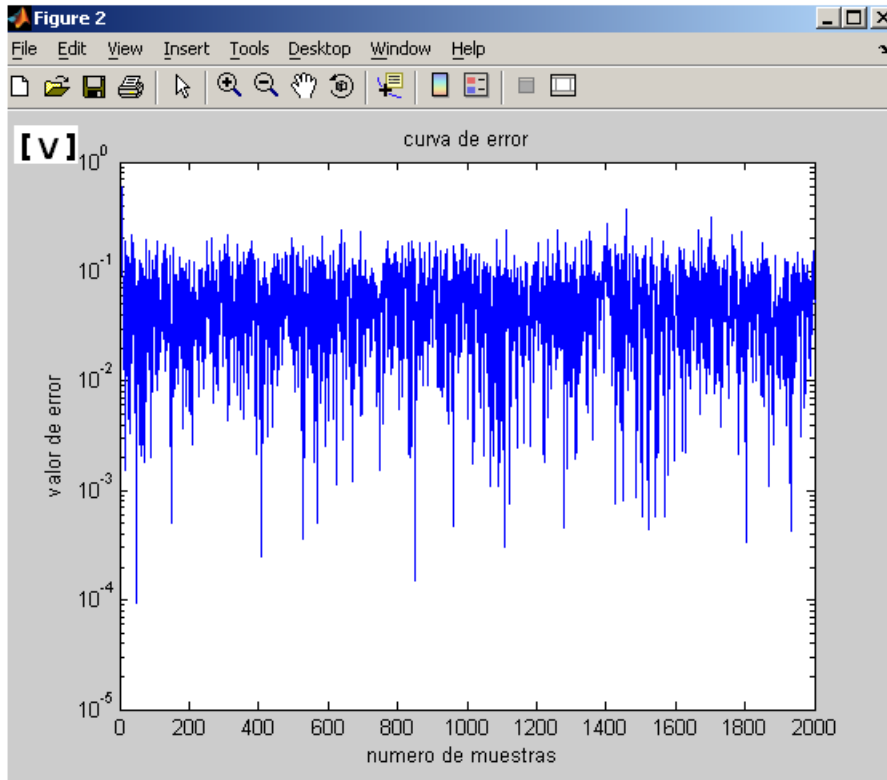 Figure 2
File Edit View Insert Tools Desktop Window Help
[V]
curva de error
10^0
10^-1
10^-2
10^-3
10^-4
10^-5
valor de error
0 200 400 600 800 1000 1200 1400 1600 1800 2000
numero de muestras